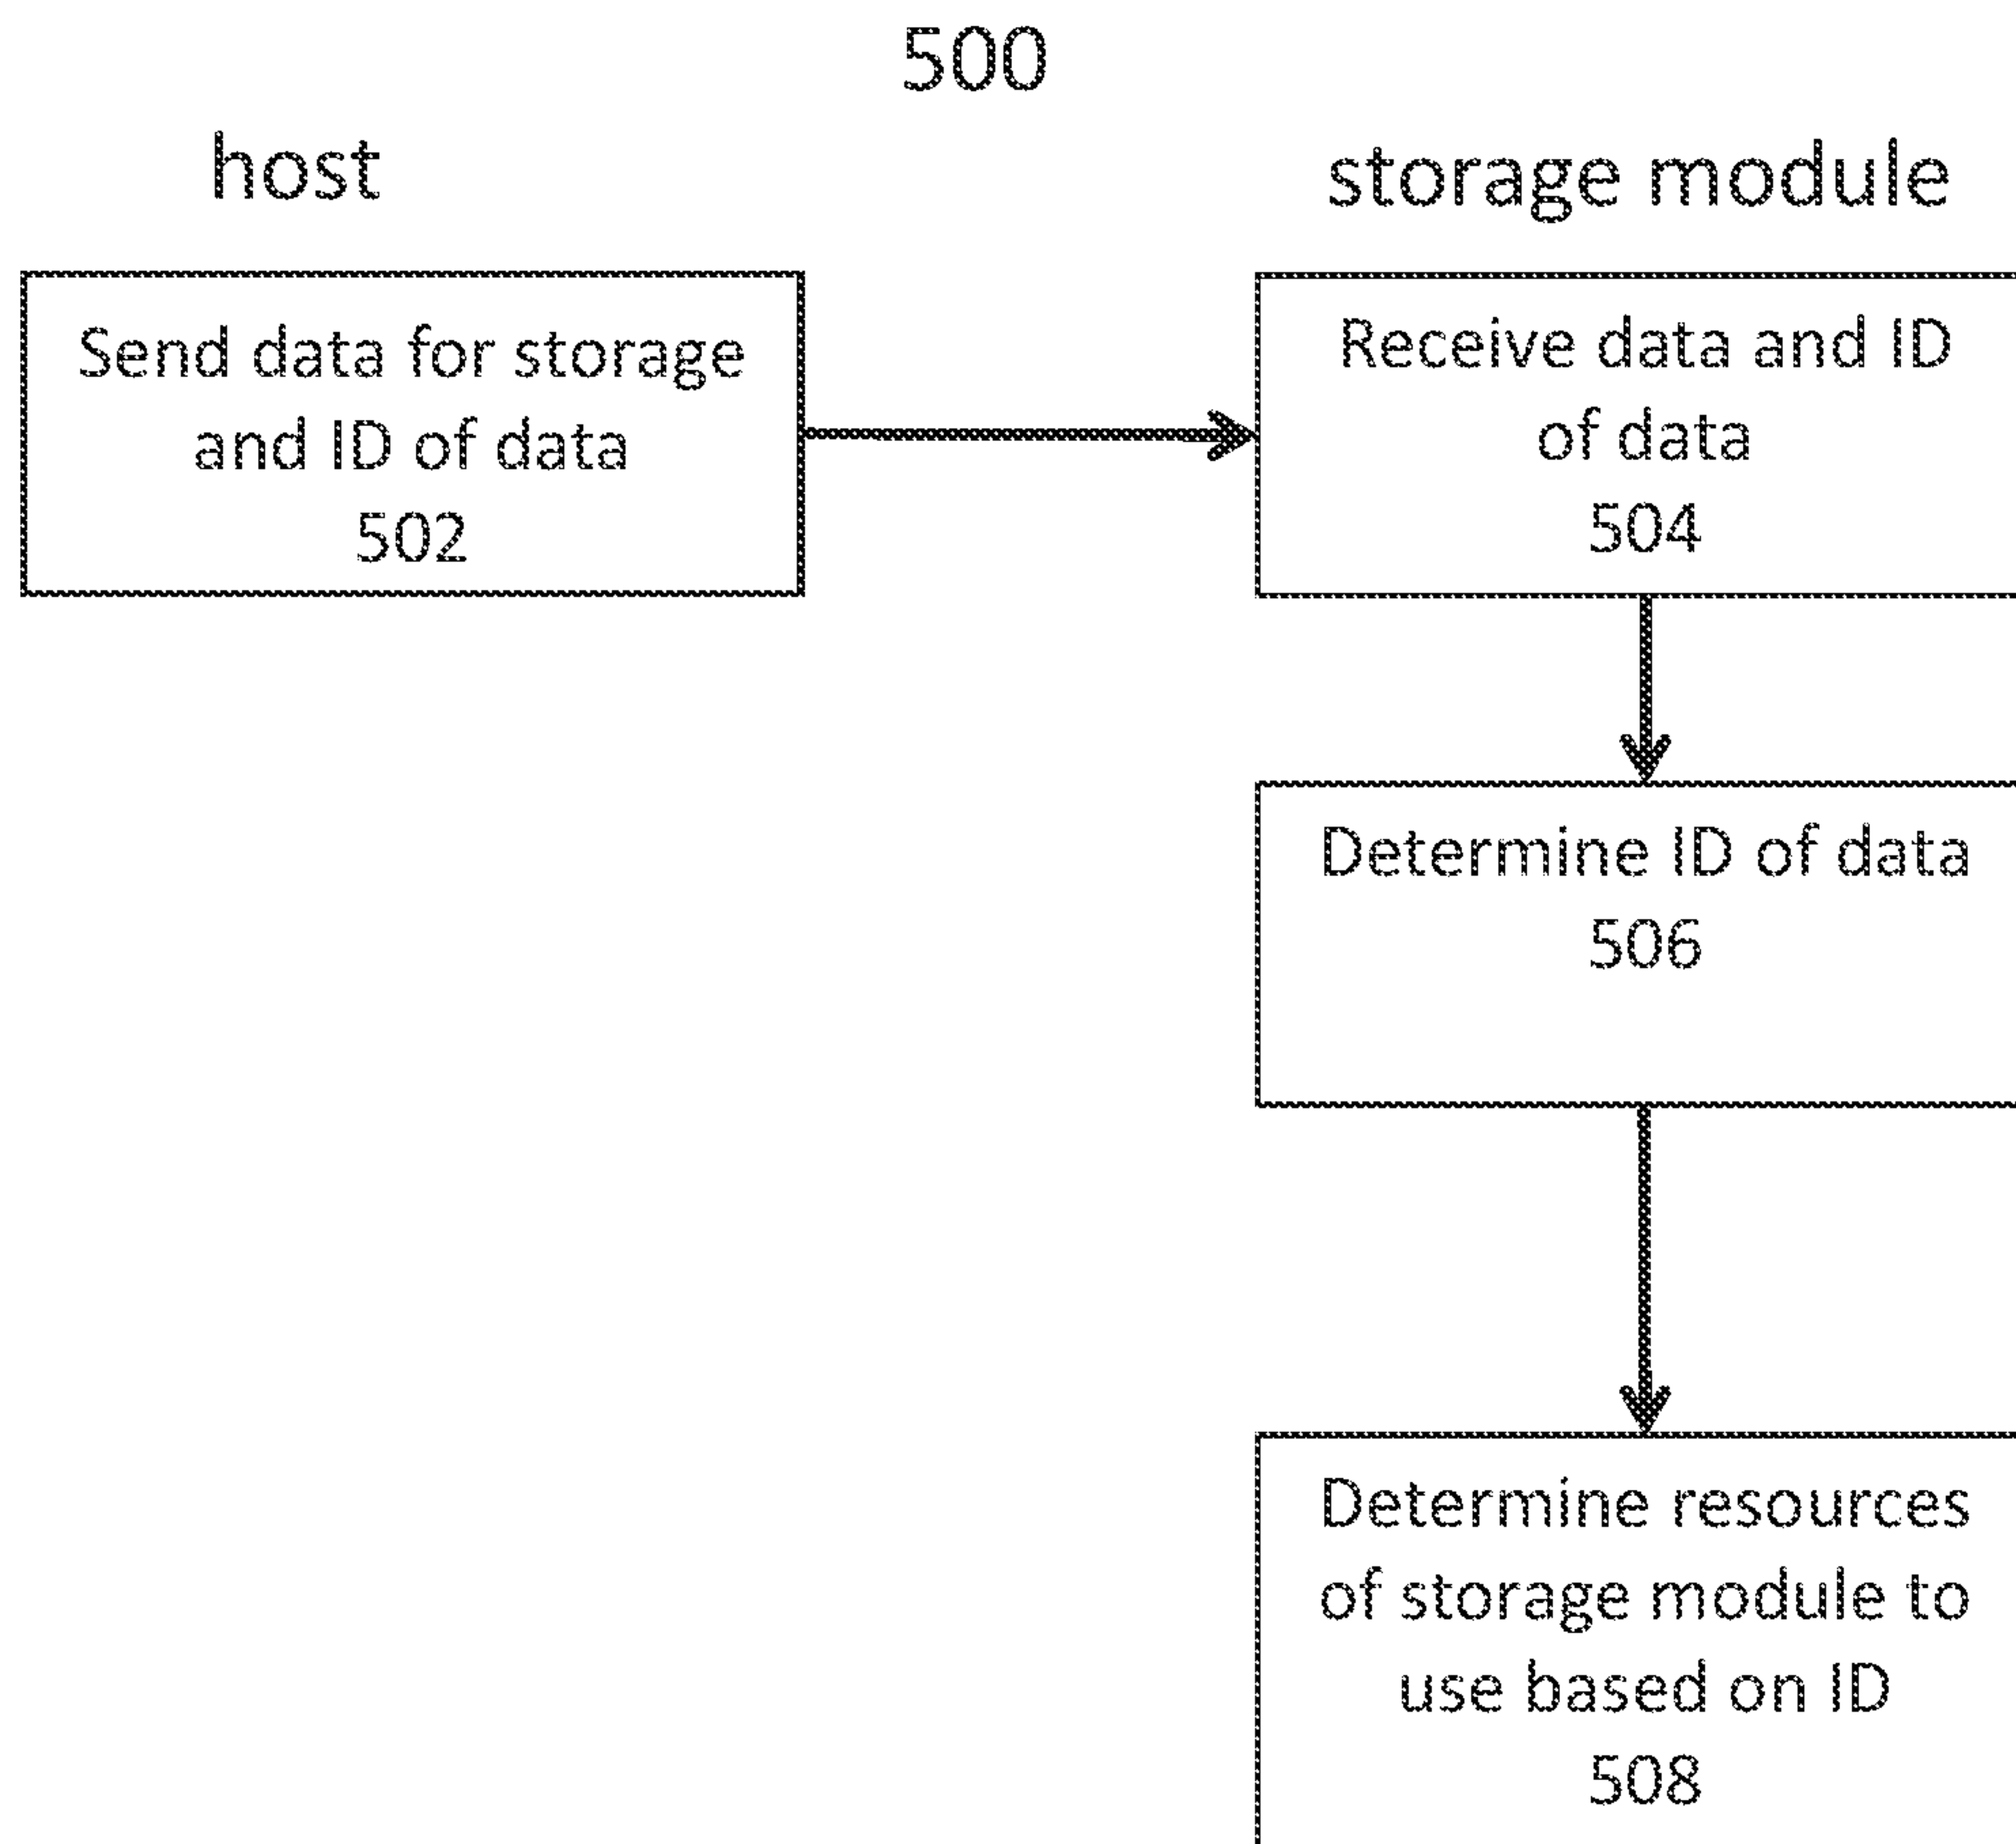 500
host
storage module
Send data for storage
and ID of data
502
Receive data and ID
of data
504
Determine ID of data
506
Determine resources
of storage module to
use based on ID
508